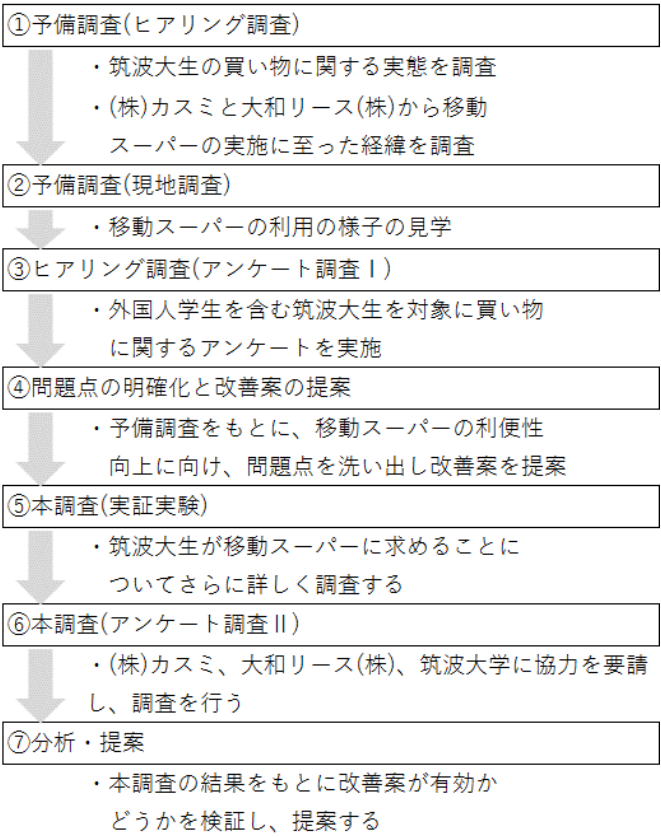 ①予備調査(ヒアリング調査)
・筑波大生の買い物に関する実態を調査
・(株)カスミと大和リース(株)から移動
スーパーの実施に至った経緯を調査
②予備調査(現地調査)
・移動スーパーの利用の様子の見学
③ヒアリング調査(アンケート調査Ⅰ)
・外国人学生を含む筑波大生を対象に買い物
に関するアンケートを実施
④問題点の明確化と改善案の提案
・予備調査をもとに、移動スーパーの利便性
向上に向け、問題点を洗い出し改善案を提案
⑤本調査(実証実験)
・筑波大生が移動スーパーに求めることに
ついてさらに詳しく調査する
⑥本調査(アンケート調査Ⅱ)
・(株)カスミ、大和リース(株)、筑波大学に協力を要請
し、調査を行う
⑦分析・提案
・本調査の結果をもとに改善案が有効か
どうかを検証し、提案する